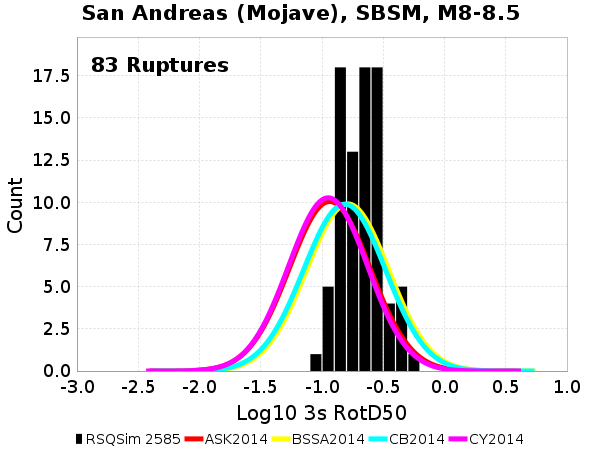 San Andreas (Mojave), SBSM, M8-8.5
83 Ruptures
Count
17.5
15.0
12.5
10.0
7.5
5.0
2.5
0.0
-3.0 -2.5 -2.0 -1.5 -1.0 -0.5 0.0 0.5 1.0
Log10 3s RotD50
RSQSim 2585 ASK2014 BSSA2014 CB2014 CY2014